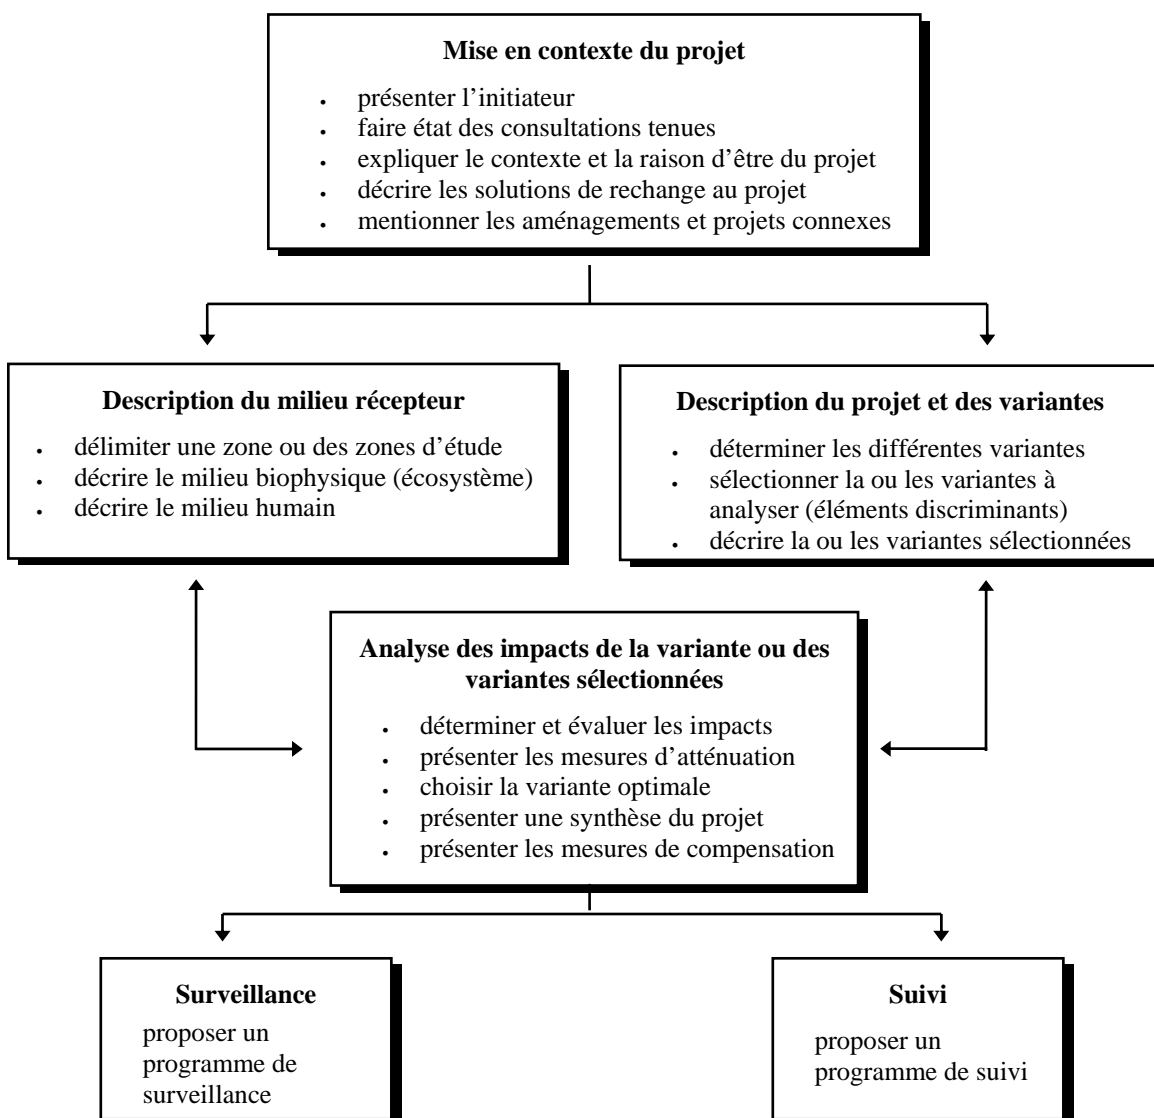 Mise en contexte du projet
• présenter l’initiateur
• faire état des consultations tenues
• expliquer le contexte et la raison d’être du projet
• décrire les solutions de rechange au projet
• mentionner les aménagements et projets connexes
Description du milieu récepteur
• délimiter une zone ou des zones d’étude
• décrire le milieu biophysique (écosystème)
• décrire le milieu humain
Description du projet et des variantes
• déterminer les différentes variantes
• sélectionner la ou les variantes à
analyser (éléments discriminants)
• décrire la ou les variantes sélectionnées
Analyse des impacts de la variante ou des
variantes sélectionnées
• déterminer et évaluer les impacts
• présenter les mesures d’atténuation
• choisir la variante optimale
• présenter une synthèse du projet
• présenter les mesures de compensation
Surveillance
proposer un
programme de
surveillance
Suivi
proposer un
programme de suivi